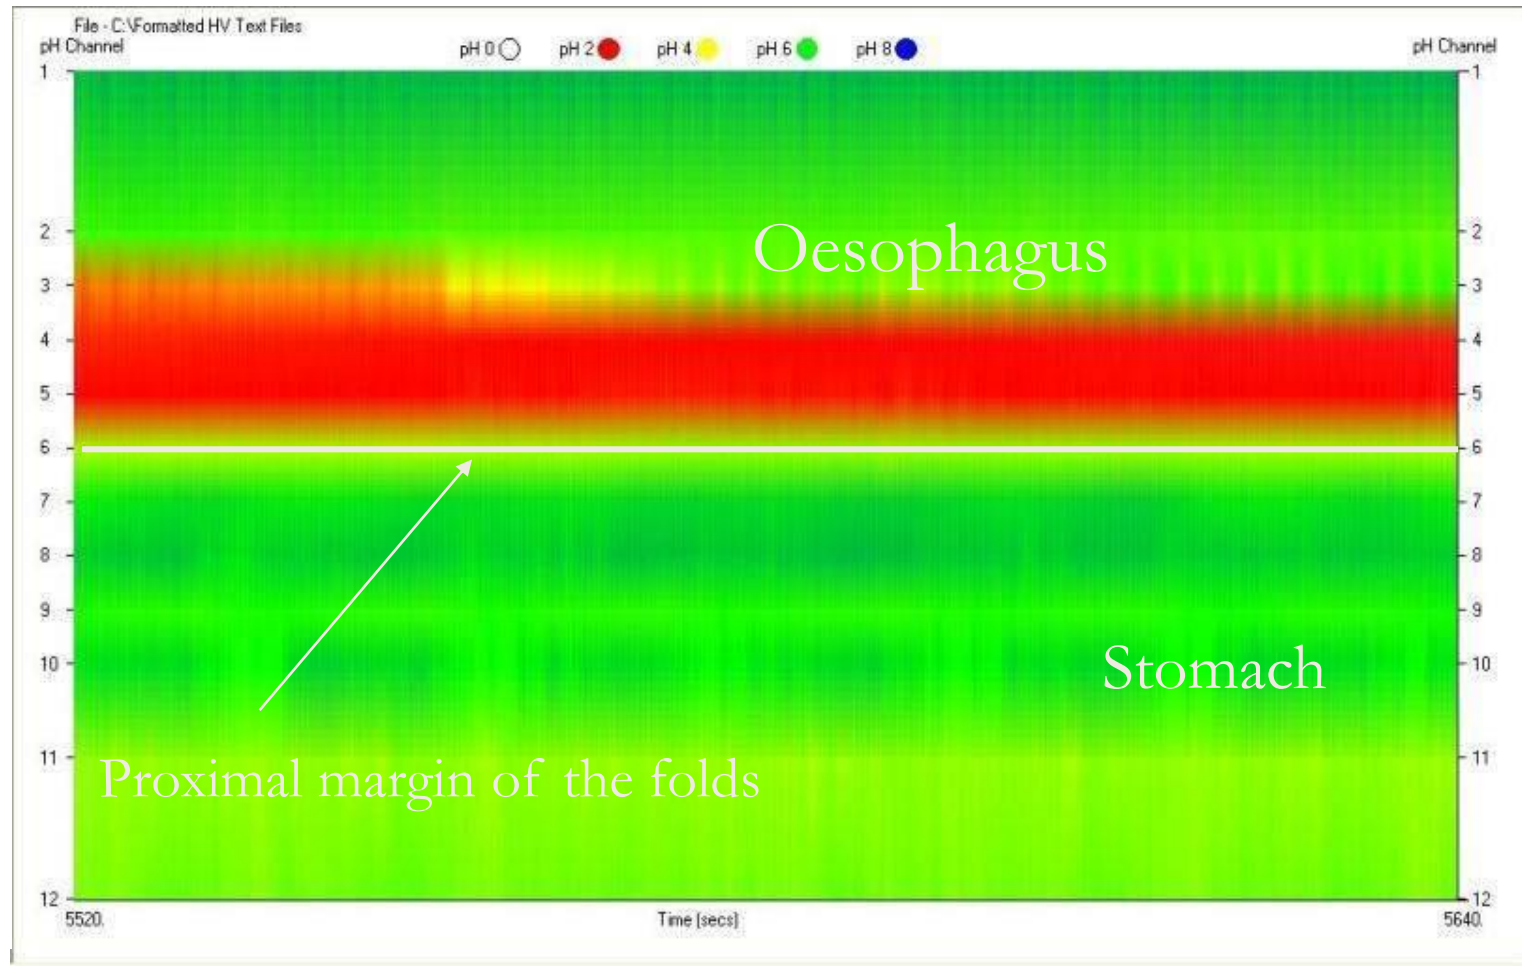 File - C:\Formatted HV Text Files
pH Channel
pH 0 pH 2 pH 4 pH 6 pH 8
pH Channel
1 1
2 2
Oesophagus
3 3
4 4
5 5
6 6
7 7
8 8
9 9
10 10
Stomach
11 11
Proximal margin of the folds
12 12
5520. Time (secs) 5640.